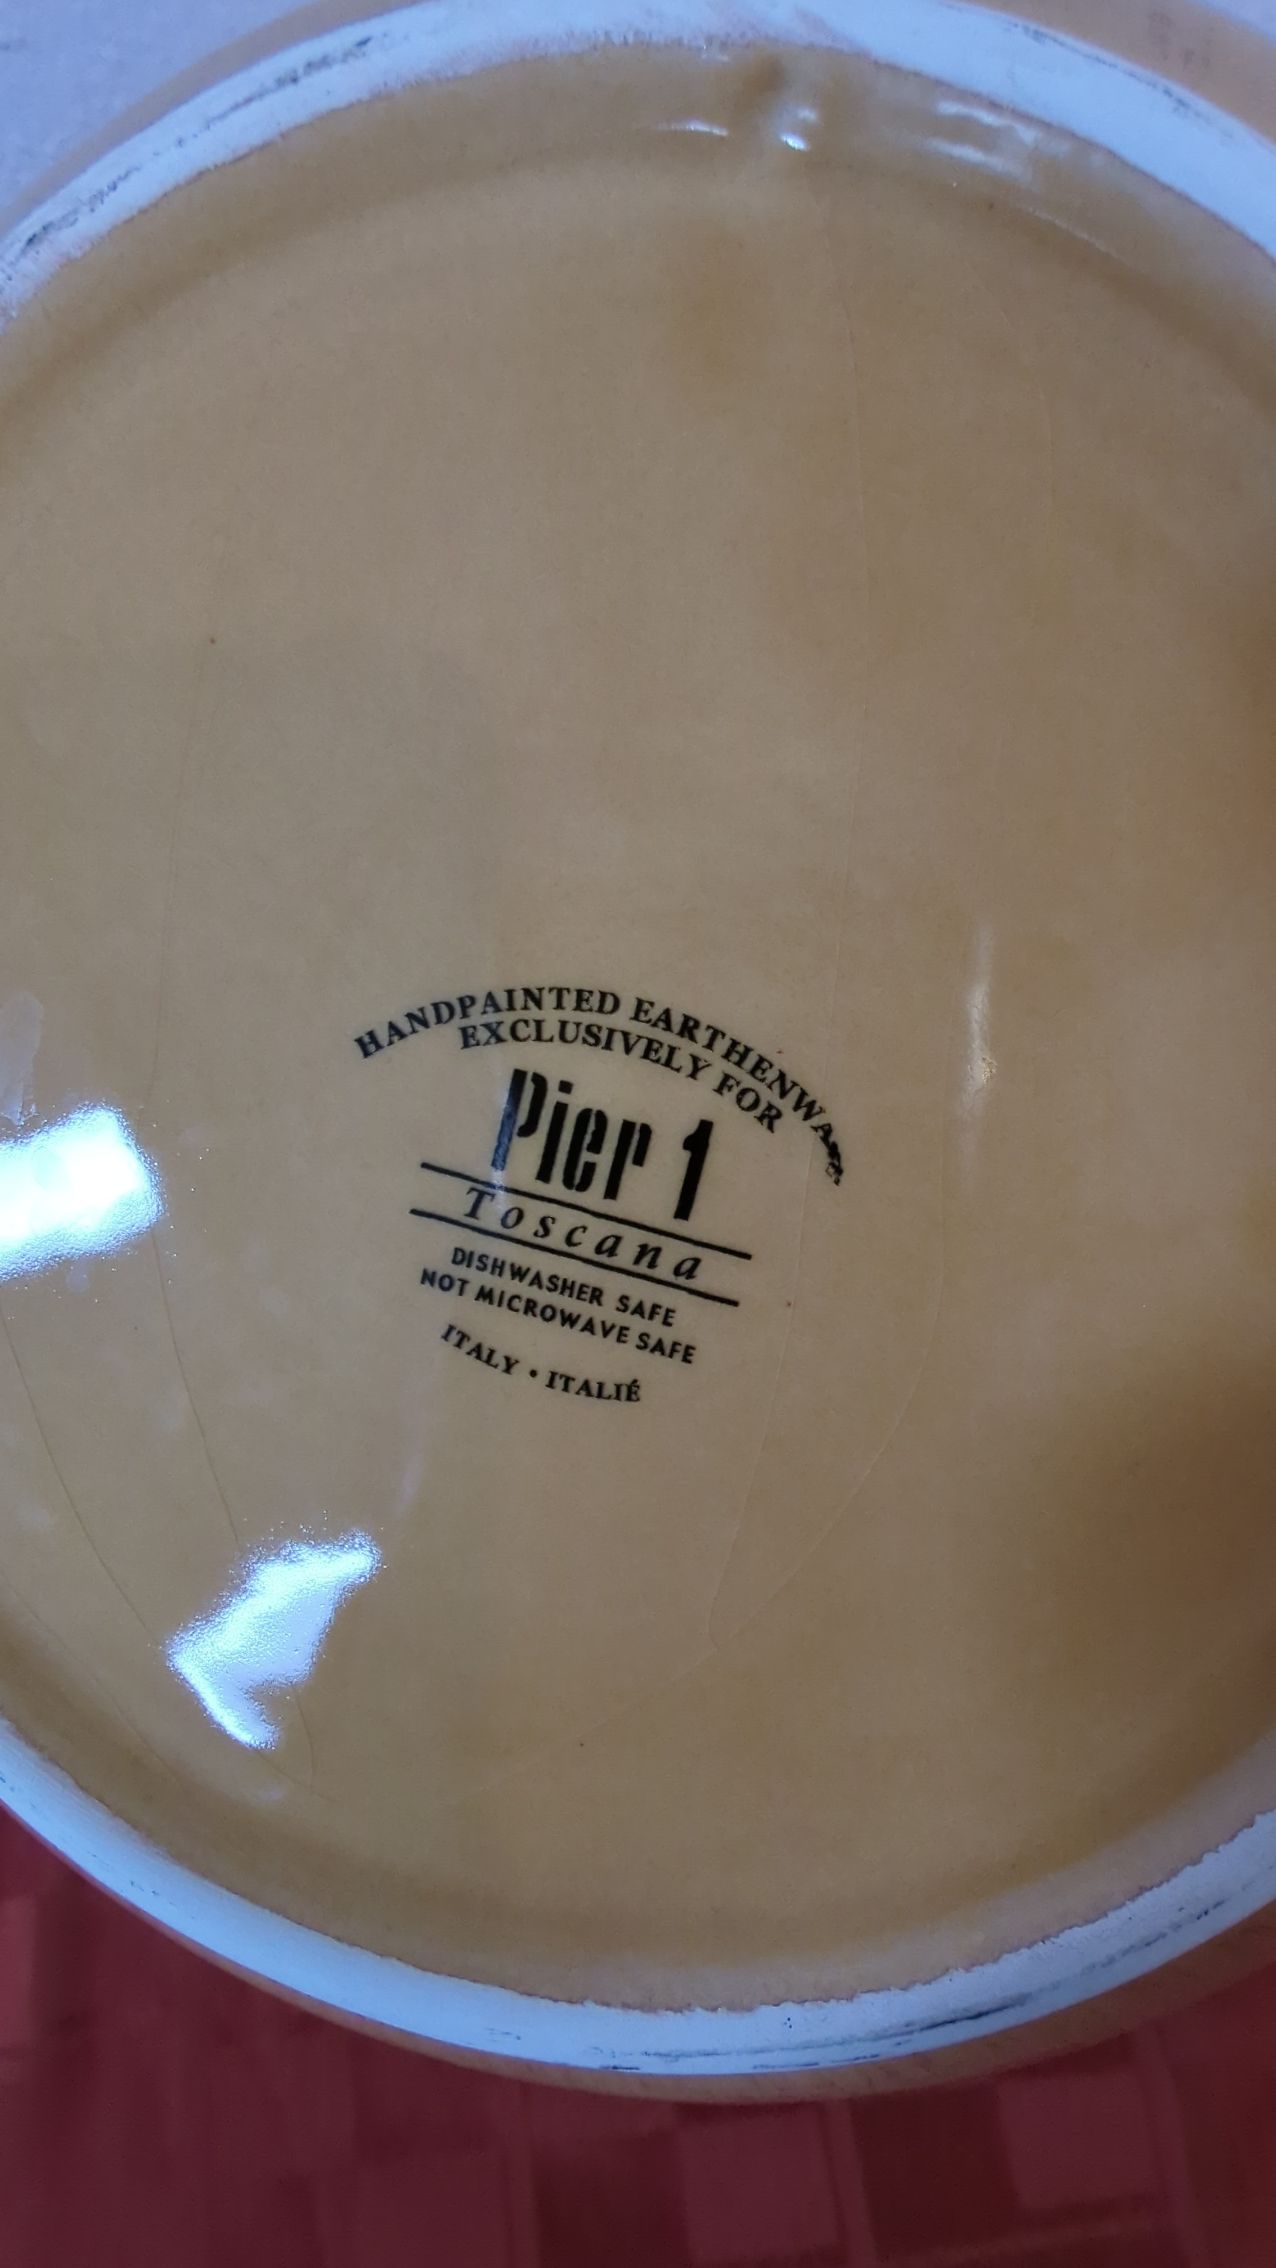 HANDPAINTED EARTHENWARE
EXCLUSIVELY FOR
Pier 1
Toscana
DISHWASHER SAFE
NOT MICROWAVE SAFE
ITALY • ITALIÉ